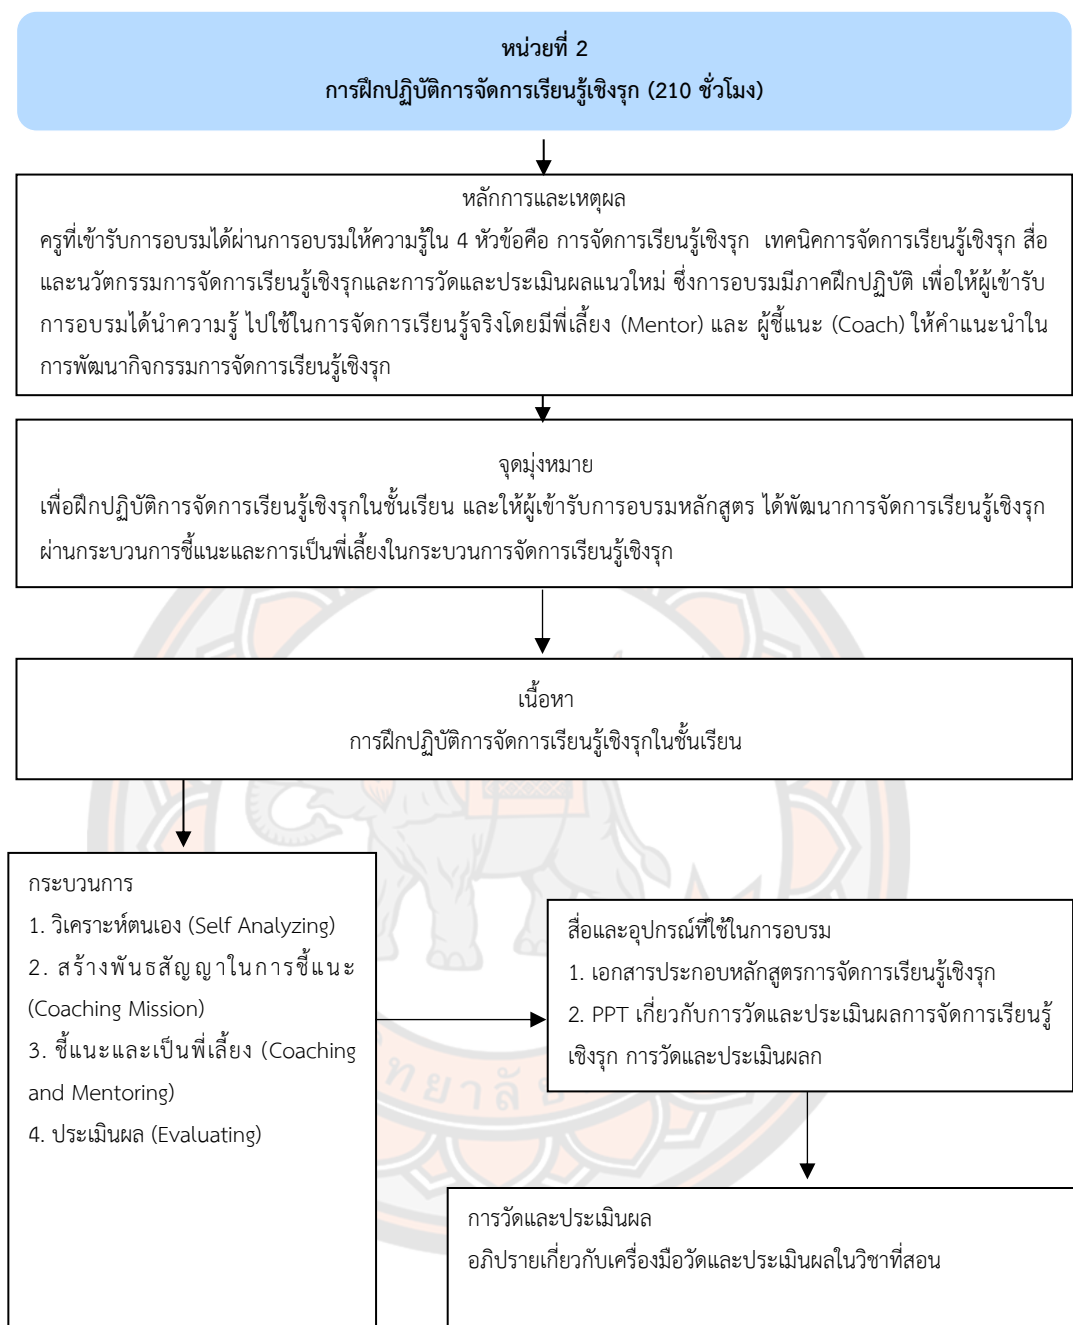 หน่วยที่ 2
การฝึกปฏิบัติการจัดการเรียนรู้เชิงรุก (210 ชั่วโมง)
หลักการและเหตุผล
ครูที่เข้ารับการอบรมได้ผ่านการอบรมให้ความรู้ใน 4 หัวข้อคือ การจัดการเรียนรู้เชิงรุก เทคนิคการจัดการเรียนรู้เชิงรุก สื่อ
และนวัตกรรมการจัดการเรียนรู้เชิงรุกและการวัดและประเมินผลแนวใหม่ ซึ่งการอบรมมีภาคฝึกปฏิบัติ เพื่อให้ผู้เข้ารับ
การอบรมได้นำความรู้ ไปใช้ในการจัดการเรียนรู้จริงโดยมีพี่เลี้ยง (Mentor) และ ผู้ชี้แนะ (Coach) ให้คำแนะนำใน
การพัฒนากิจกรรมการจัดการเรียนรู้เชิงรุก
จุดมุ่งหมาย
เพื่อฝึกปฏิบัติการจัดการเรียนรู้เชิงรุกในชั้นเรียน และให้ผู้เข้ารับการอบรมหลักสูตร ได้พัฒนาการจัดการเรียนรู้เชิงรุก
ผ่านกระบวนการชี้แนะและการเป็นพี่เลี้ยงในกระบวนการจัดการเรียนรู้เชิงรุก
เนื้อหา
การฝึกปฏิบัติการจัดการเรียนรู้เชิงรุกในชั้นเรียน
กระบวนการ
1. วิเคราะห์ตนเอง (Self Analyzing)
2. สร้างพันธสัญญาในการชี้แนะ
(Coaching Mission)
3. ชี้แนะและเป็นพี่เลี้ยง (Coaching
and Mentoring)
4. ประเมินผล (Evaluating)
สื่อและอุปกรณ์ที่ใช้ในการอบรม
1. เอกสารประกอบหลักสูตรการจัดการเรียนรู้เชิงรุก
2. PPT เกี่ยวกับการวัดและประเมินผลการจัดการเรียนรู้
เชิงรุก การวัดและประเมินผลก
การวัดและประเมินผล
อภิปรายเกี่ยวกับเครื่องมือวัดและประเมินผลในวิชาที่สอน